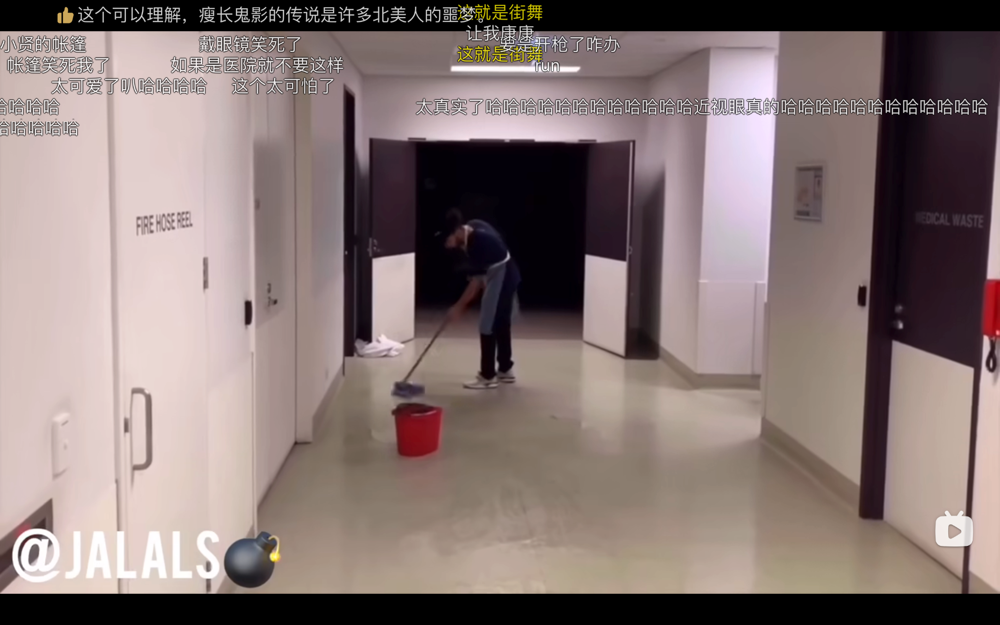 这个可以理解，瘦长鬼影的传说是许多北美人的噩梦。
这就是街舞
让我康康
小贤的帐篷
戴眼镜笑死了
要是开枪了咋办
这就是街舞
帐篷笑死我了
如果是医院就不要这样
run
太可爱了叭哈哈哈哈
这个太可怕了
哈哈哈哈
太真实了哈哈哈哈哈哈哈哈哈哈哈哈近视眼真的哈哈哈哈哈哈哈哈哈哈哈哈
哈哈哈哈哈
FIRE HOSE REEL
MEDICAL WASTE
@JALALS